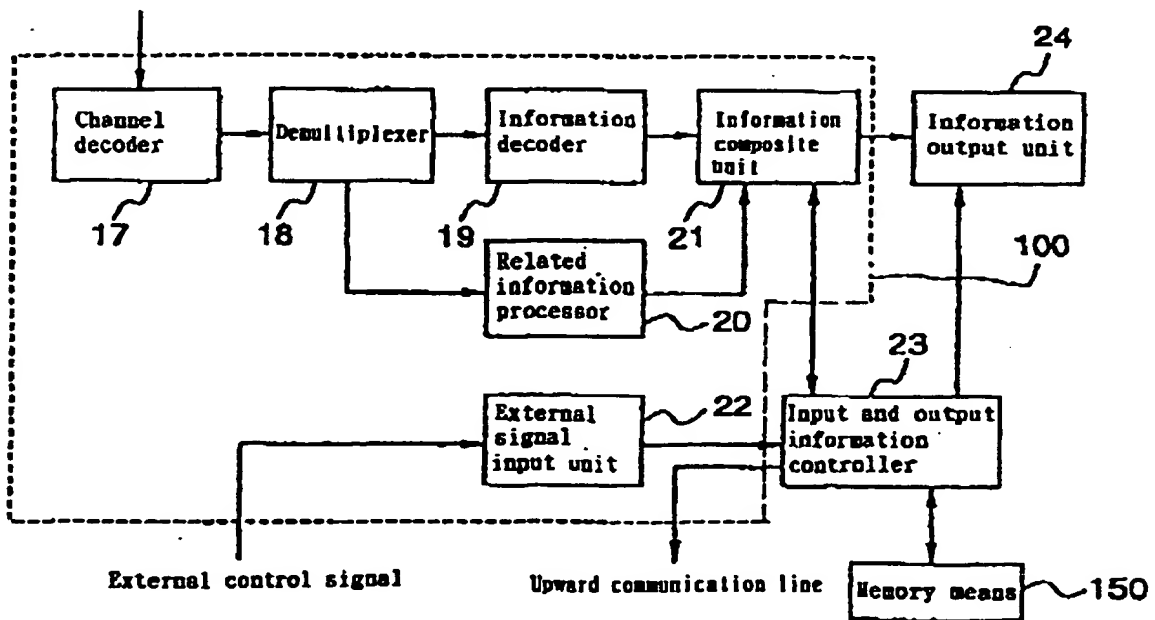 24
Channel
decoder
Demultiplexer
Information
decoder
Information
composite
unit
Information
output unit
17
18
19
21
100
Related
information
processor
20
23
22
External
signal
input unit
Input and output
information
controller
External control signal
Upward communication line
Memory means
150